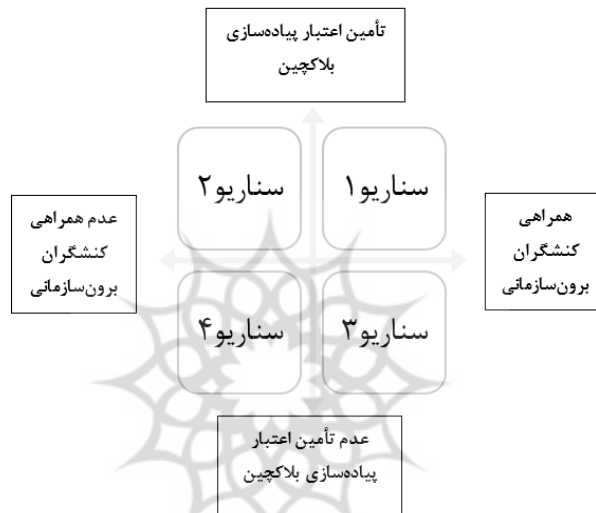 تأمین اعتبار پیاده‌سازی
بلاکچین
سناریو۱
سناریو۲
همراهی
کنشگران
برون‌سازمانی
عدم همراهی
کنشگران
برون‌سازمانی
سناریو۳
سناریو۴
عدم تأمین اعتبار
پیاده‌سازی بلاکچین